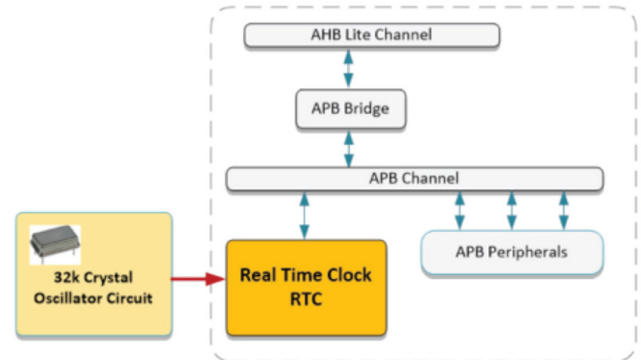 AHB Lite Channel
APB Bridge
APB Channel
32k Crystal
Oscillator Circuit
Real Time Clock
RTC
APB Peripherals